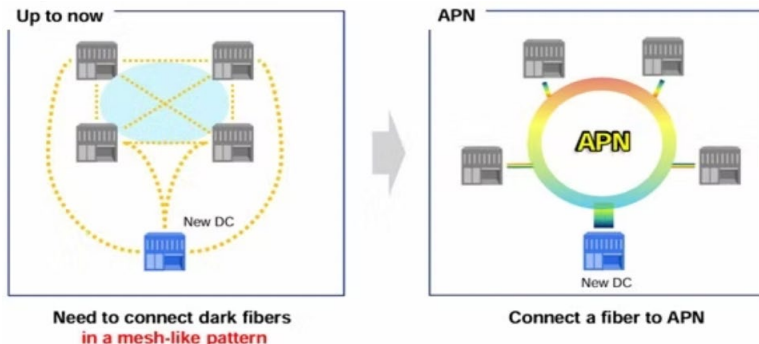 Up to now
New DC
Need to connect dark fibers
in a mesh-like pattern
APN
APN
New DC
Connect a fiber to APN